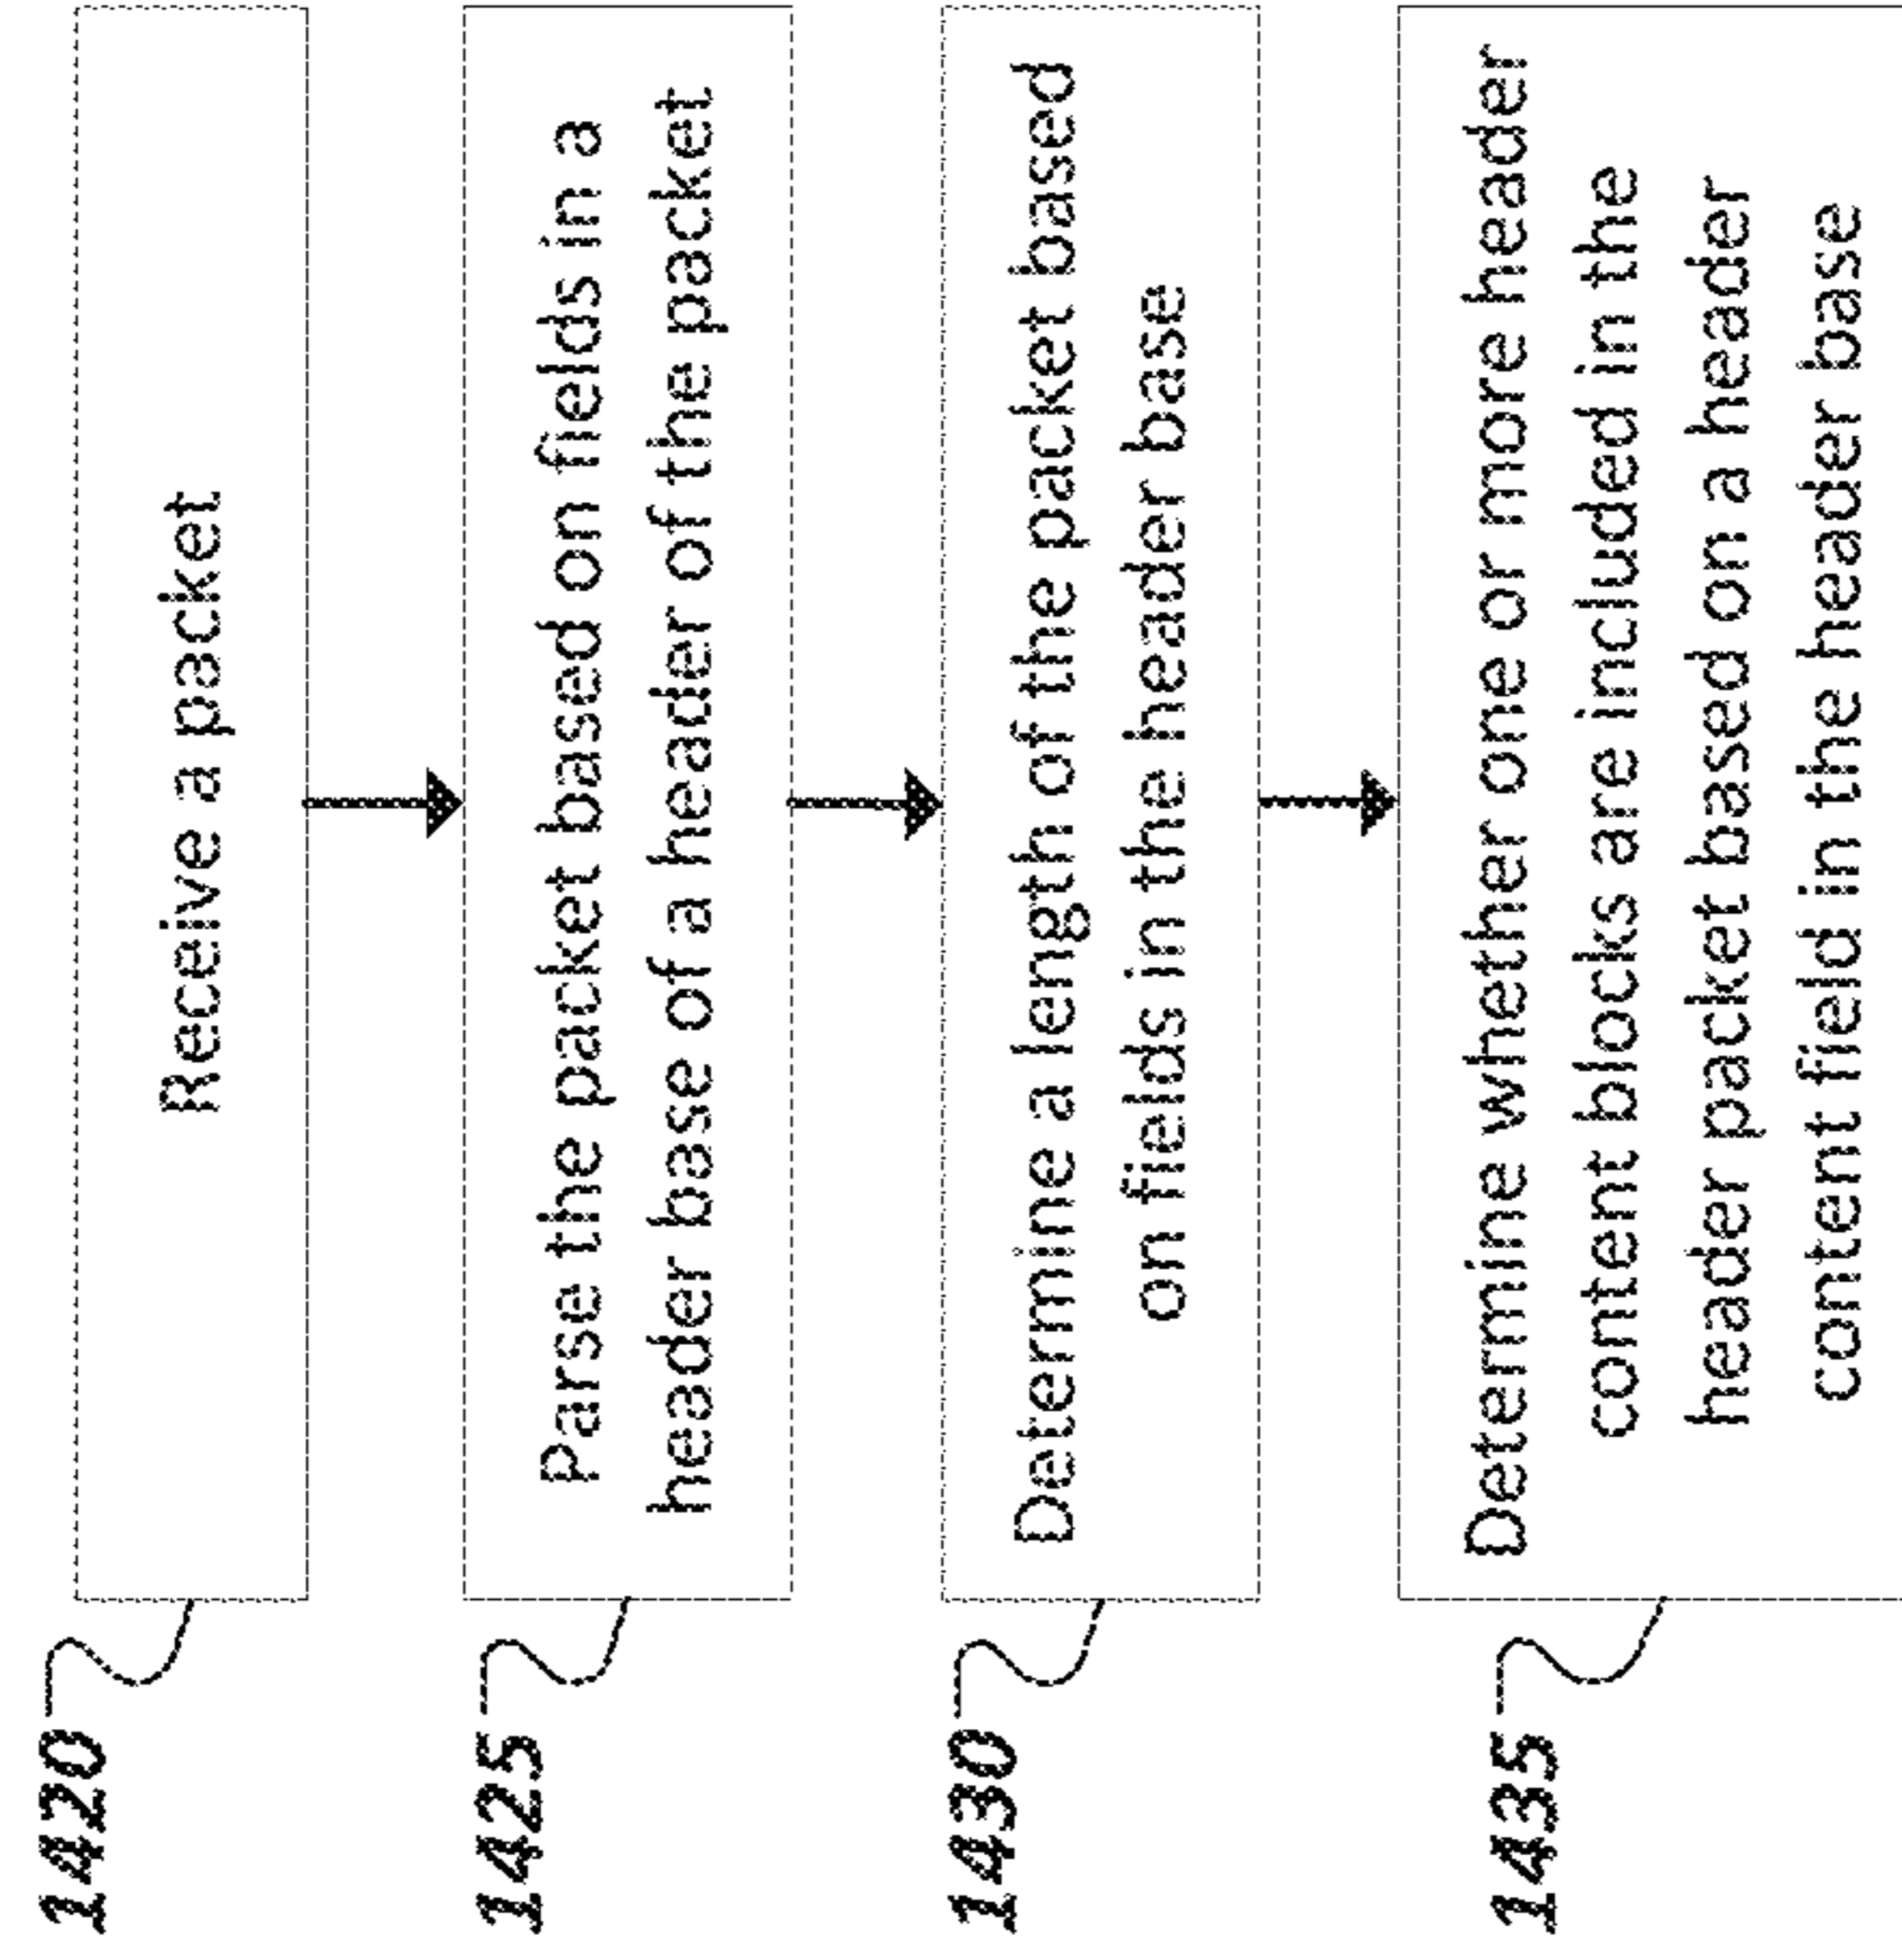 1420
Receive a packet
1425
Parse the packet based on fields in a
header base of a header of the packet
1430
Determine a length of the packet based
on fields in the header base
1435
Determine whether one or more header
content blocks are included in the
header packet based on a header
content field in the header base